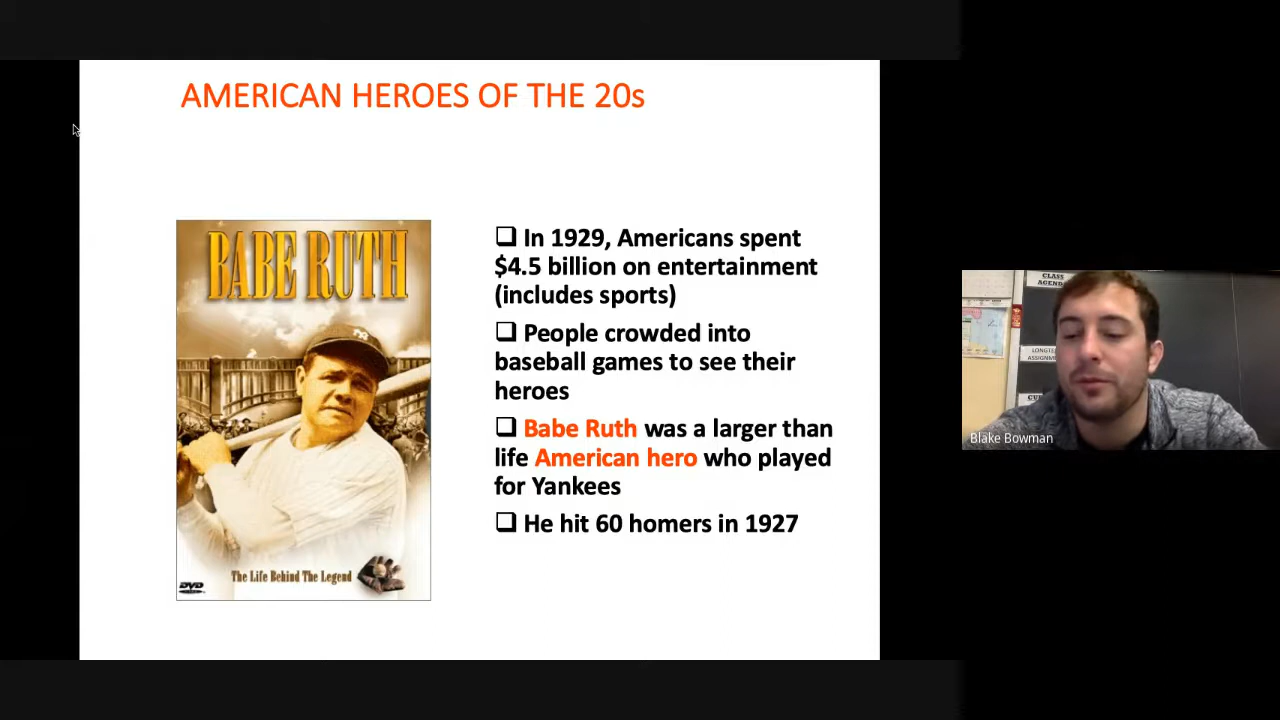 AMERICAN HEROES OF THE 20s
BABE RUTH
The Life Behind The Legend
DVD
❑ In 1929, Americans spent
$4.5 billion on entertainment
(includes sports)
❑ People crowded into
baseball games to see their
heroes
❑ Babe Ruth was a larger than
life American hero who played
for Yankees
❑ He hit 60 homers in 1927
CLASS
AGENDA
Blake Bowman